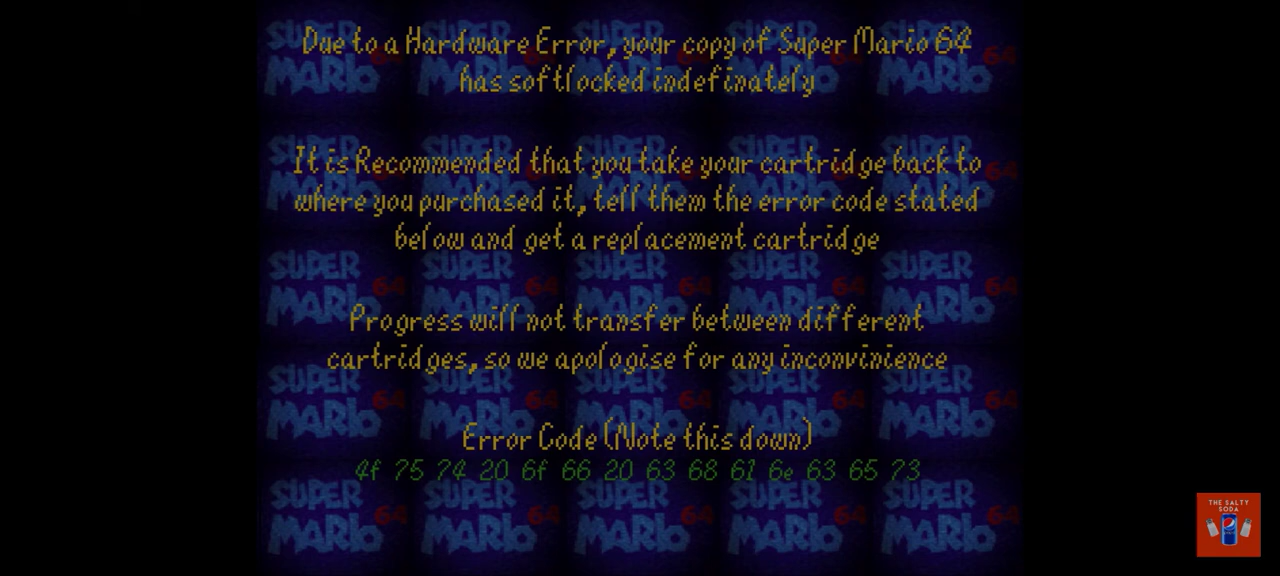 Due to a Hardware Error, your copy of Super Mario 64
has softlocked indefinately
It is Recommended that you take your cartridge back to
where you purchased it, tell them the error code stated
below and get a replacement cartridge
Progress will not transfer between different
cartridges, so we apologise for any inconvinience
Error Code (Note this down)
4f 75 74 20 6f 66 20 63 68 61 6e 63 65 73
THE SALTY
SODA